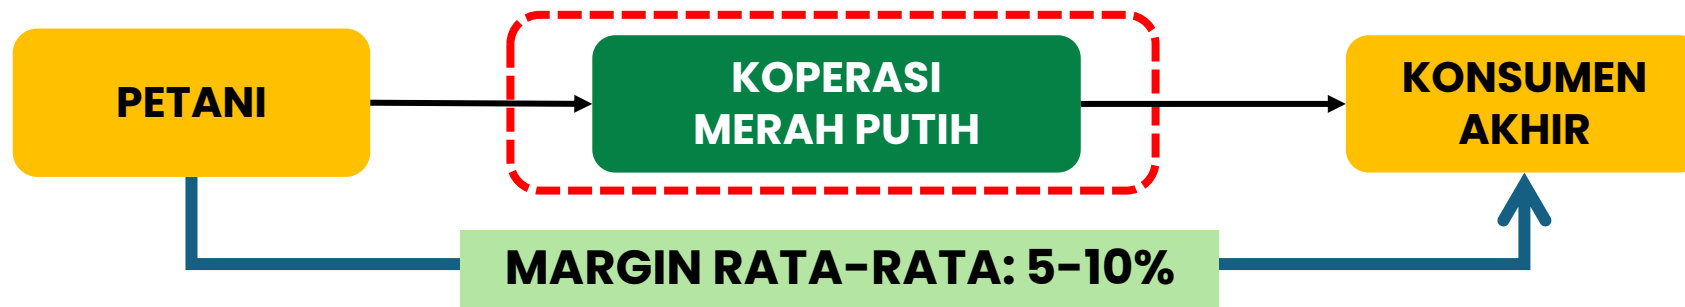 PETANI
KOPERASI
MERAH PUTIH
KONSUMEN
AKHIR
MARGIN RATA-RATA: 5-10%